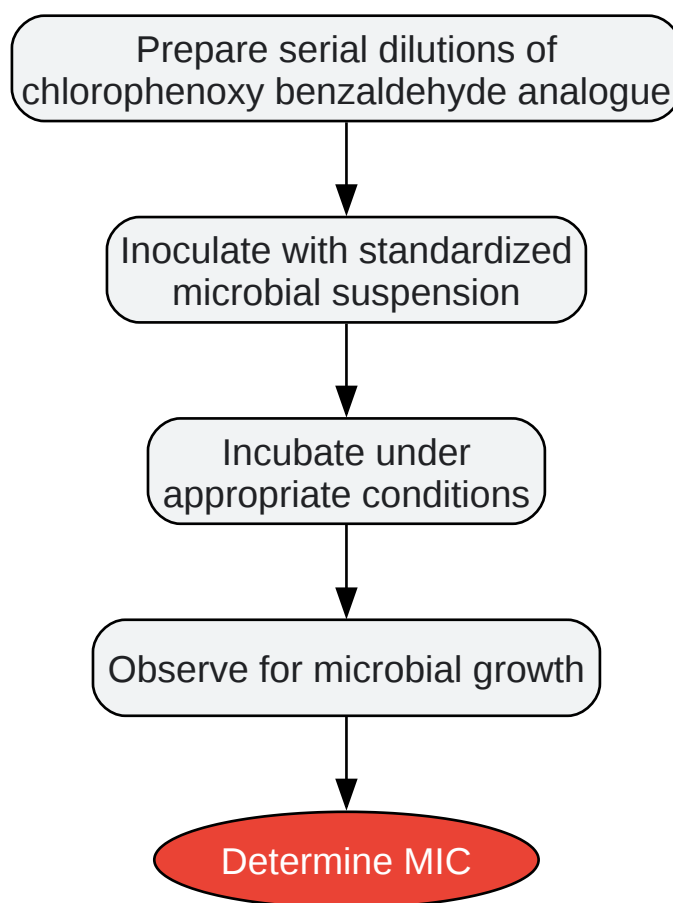 Prepare serial dilutions of
chlorophenoxy benzaldehyde analogue
Inoculate with standardized
microbial suspension
Incubate under
appropriate conditions
Observe for microbial growth
Determine MIC